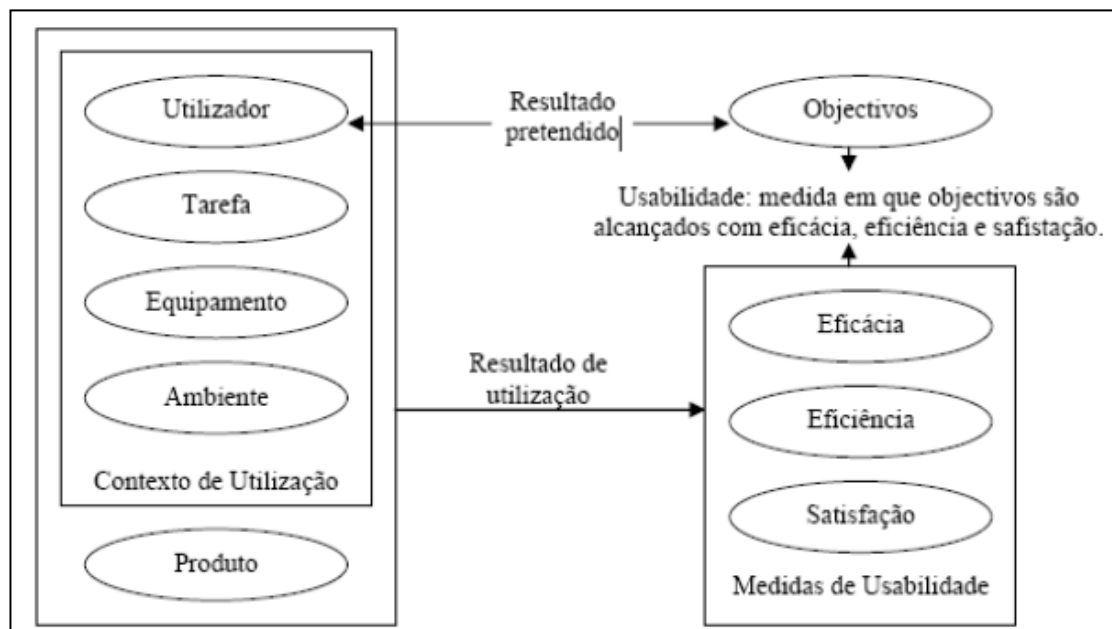 Utilizador
Tarefa
Equipamento
Ambiente
Contexto de Utilização
Produto
Resultado
pretendido
Objectivos
Usabilidade: medida em que objectivos são
alcançados com eficácia, eficiência e safistação.
Resultado de
utilização
Eficácia
Eficiência
Satisfação
Medidas de Usabilidade